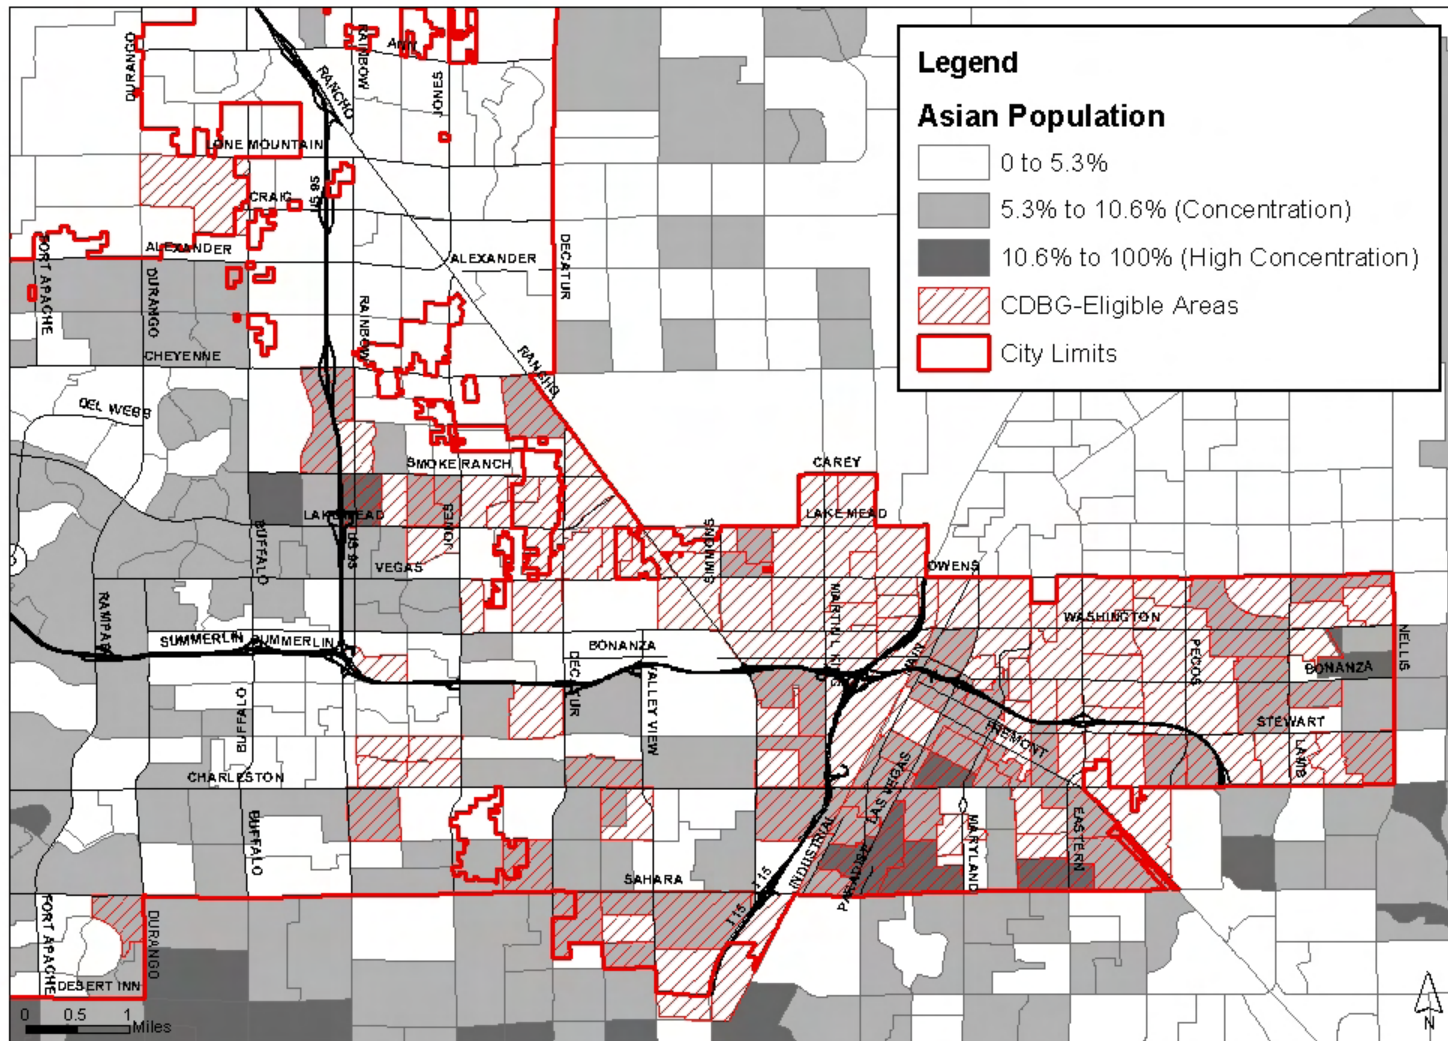 Legend
Asian Population
0 to 5.3%
5.3% to 10.6% (Concentration)
10.6% to 100% (High Concentration)
CDBG-Eligible Areas
City Limits
DURANGO
RAINBOW
ANN
RANCHO
JONES
LONE MOUNTAIN
US 95
CRAIG
FORT APACHE
ALEXANDER
ALEXANDER
DECATUR
DURANGO
RAINBOW
CHEYENNE
RANCHO
DEL WEBB
SMOKE RANCH
CAREY
LAKE MEAD
LAKE MEAD
BUFFALO
US 95
JONES
SIMMONS
VEGAS
OWENS
RAMPART
MARTIN L KING
WASHINGTON
SUMMERLIN
SUMMERLIN
BONANZA
MAIN
PECOS
BONANZA
NELLIS
DECATUR
VALLEY VIEW
BUFFALO
FREMONT
STEWART
LAMB
CHARLESTON
LAS VEGAS
BUFFALO
INDUSTRIAL
PARADISE
MARYLAND
EASTERN
SAHARA
I 15
I 15
FORT APACHE
DURANGO
DESERT INN
0 0.5 1
Miles
N